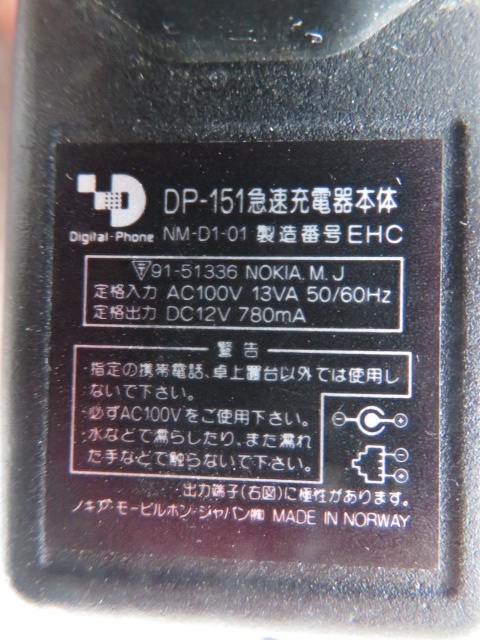 DP-151急速充電器本体
Digital-Phone NM-D1-01 製造番号EHC
91-51336 NOKIA.M.J
定格入力 AC100V 13VA 50/60Hz
定格出力 DC12V 780mA
警告
・指定の携帯電話、卓上置台以外では使用し
ないで下さい。
・必ずAC100Vをご使用下さい。
・水などで濡らしたり、また濡れ
た手などで触らないで下さい。
出力端子(右図)に極性があります。
ノキア・モービルホン・ジャパン㈱ MADE IN NORWAY